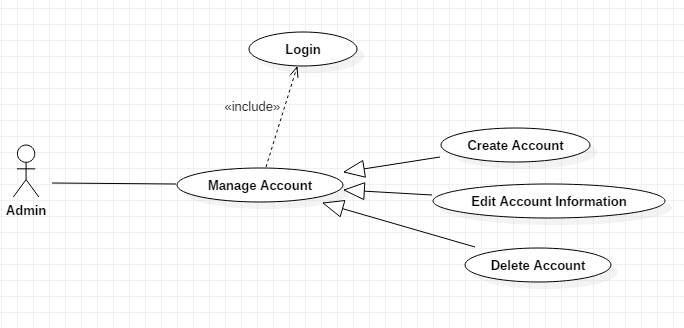 Login
«include»
Create Account
Manage Account
Edit Account Information
Admin
Delete Account